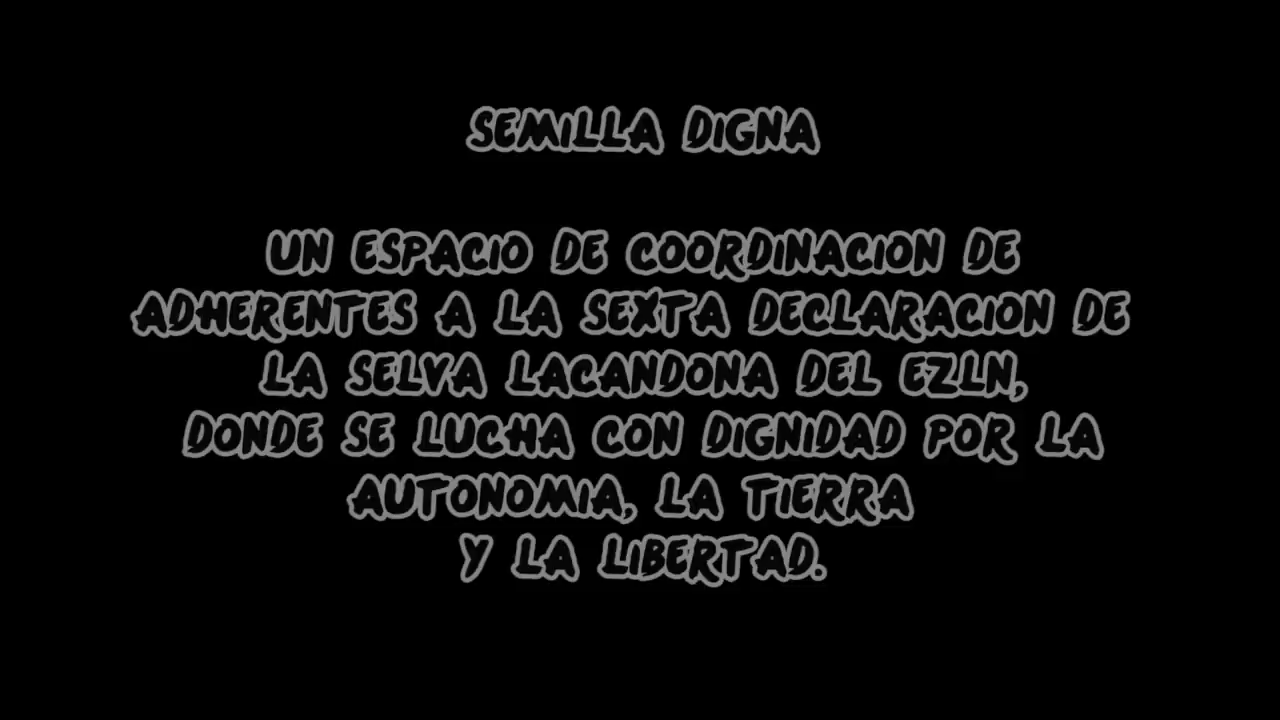 SEMILLA DIGNA
UN ESPACIO DE COORDINACION DE
ADHERENTES A LA SEXTA DECLARACION DE
LA SELVA LACANDONA DEL EZLN,
DONDE SE LUCHA CON DIGNIDAD POR LA
AUTONOMIA, LA TIERRA
Y LA LIBERTAD.